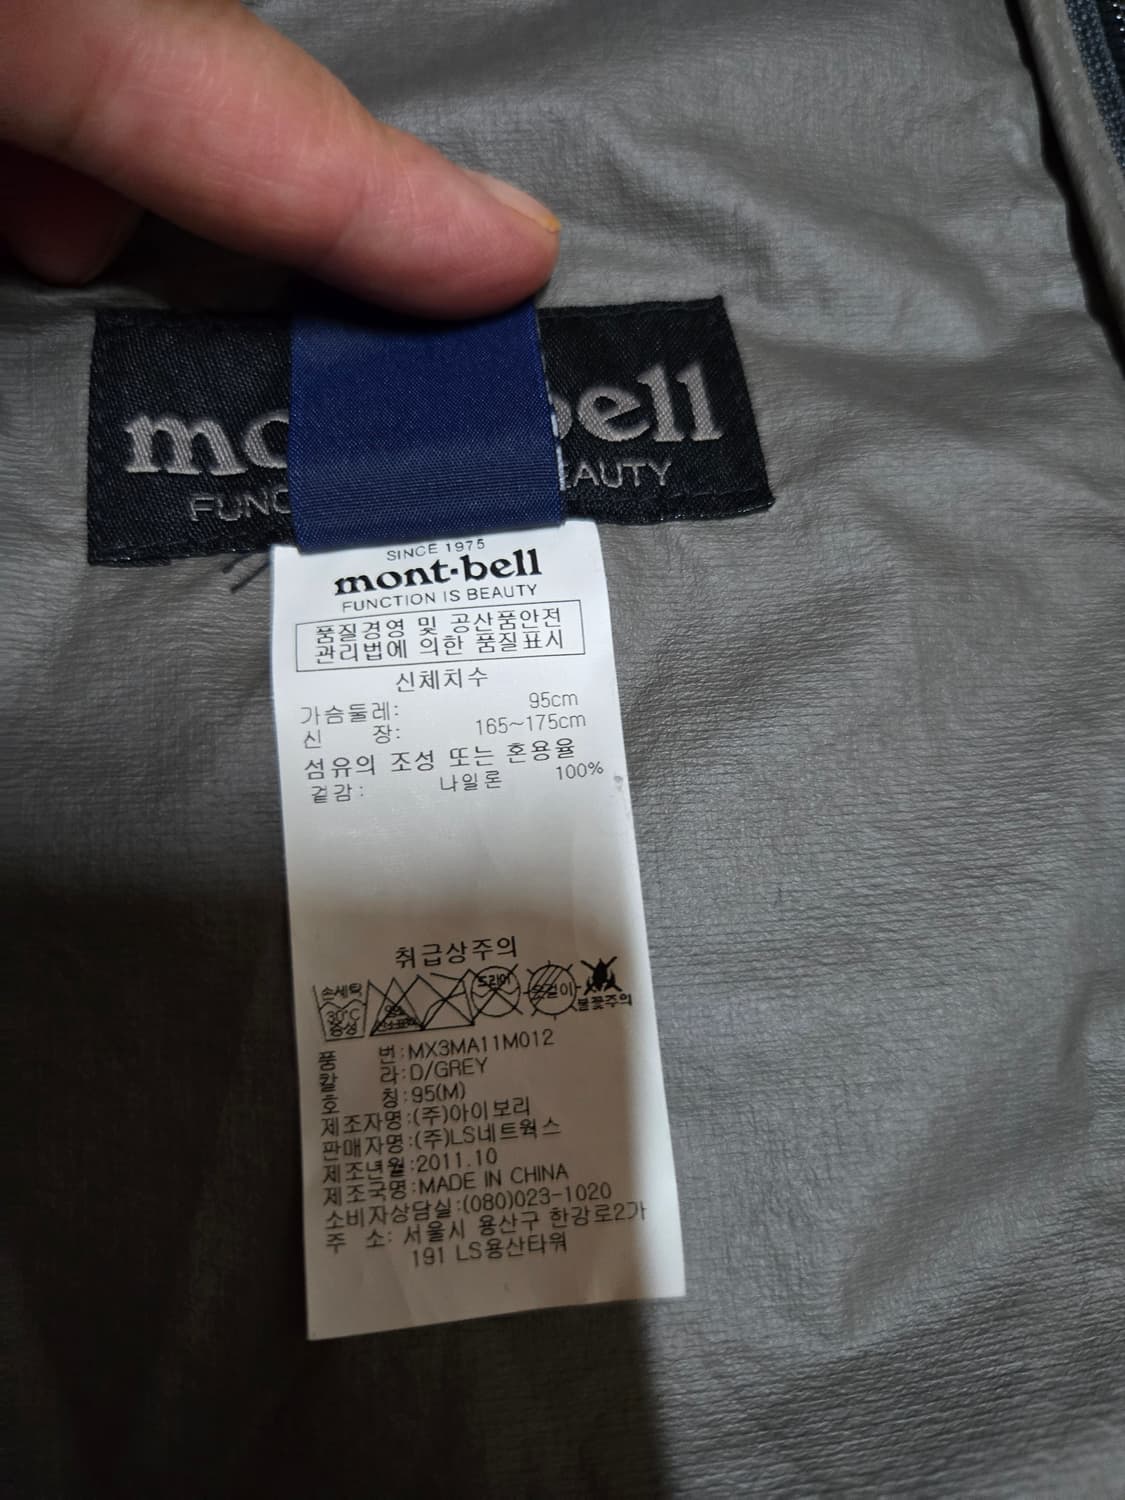 mo bell
FUNC EAUTY
SINCE 1975
mont-bell
FUNCTION IS BEAUTY
품질경영 및 공산품안전
관리법에 의한 품질표시
신체치수
가슴둘레: 95cm
신 장: 165~175cm
섬유의 조성 또는 혼용율
겉감: 나일론 100%
취급상주의
손세탁 30℃ 중성 드라이 옷걸이 불꽃주의
품 번:MX3MA11M012
칼 라:D/GREY
호 칭:95(M)
제조자명:(주)아이보리
판매자명:(주)LS네트웍스
제조년월:2011.10
제조국명:MADE IN CHINA
소비자상담실:(080)023-1020
주 소: 서울시 용산구 한강로2가
191 LS용산타워